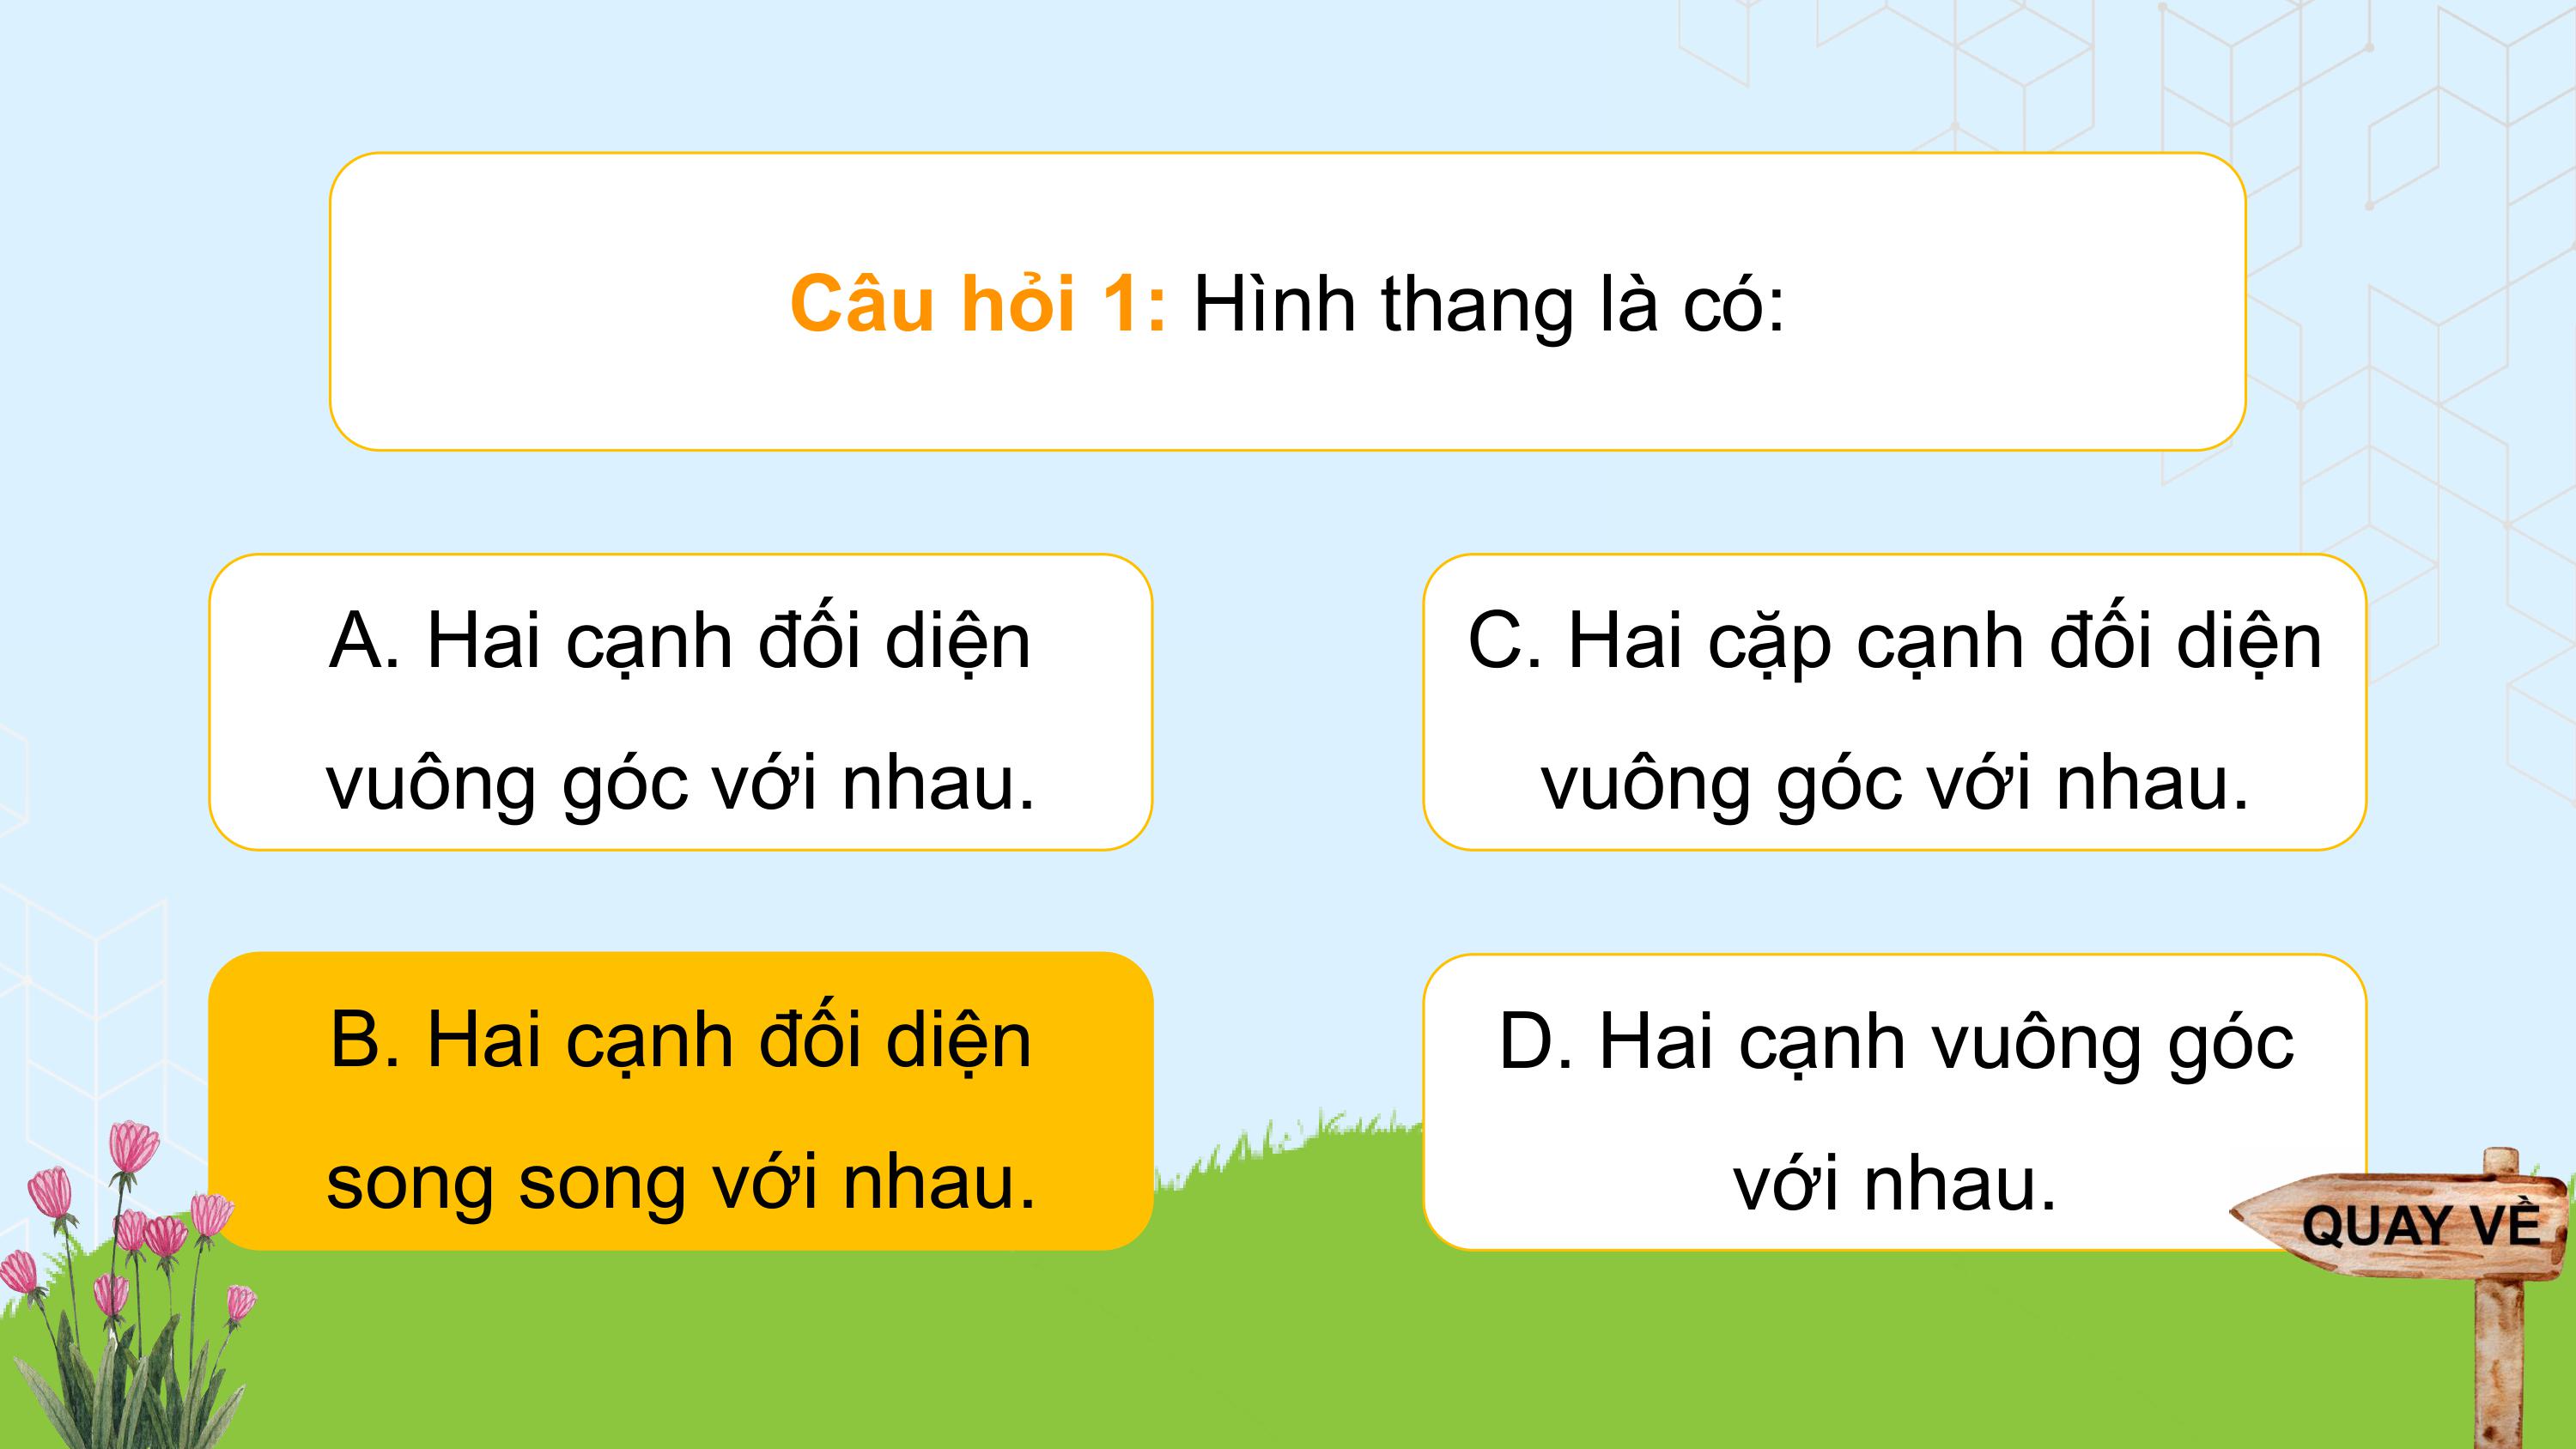 Câu hỏi 1: Hình thang là có:
A. Hai cạnh đối diện
vuông góc với nhau.
C. Hai cặp cạnh đối diện
vuông góc với nhau.
B. Hai cạnh đối diện
song song với nhau.
D. Hai cạnh vuông góc
với nhau.
QUAY VỀ